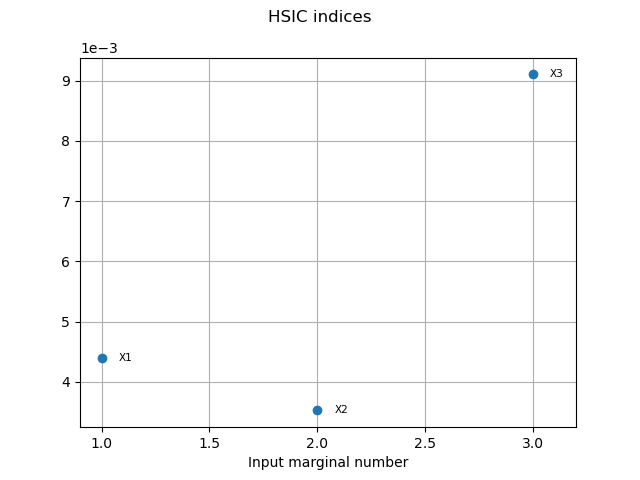 HSIC indices
1e−3
9
8
7
6
5
4
X3
X1
X2
1.0 1.5 2.0 2.5 3.0
Input marginal number